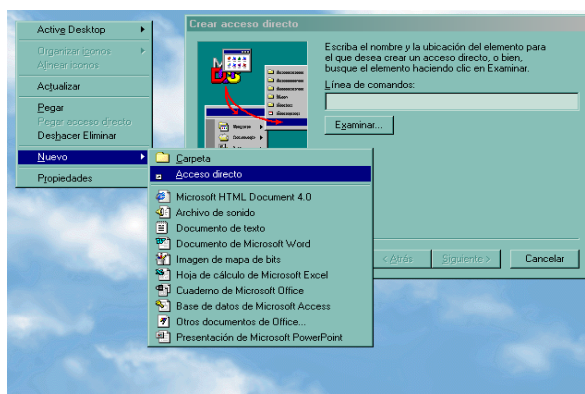 Active Desktop
Organizar iconos
Alinear iconos
Actualizar
Pegar
Pegar acceso directo
Deshacer Eliminar
Nuevo
Propiedades
Carpeta
Acceso directo
Microsoft HTML Document 4.0
Archivo de sonido
Documento de texto
Documento de Microsoft Word
Imagen de mapa de bits
Hoja de cálculo de Microsoft Excel
Cuaderno de Microsoft Office
Base de datos de Microsoft Access
Otros documentos de Office...
Presentación de Microsoft PowerPoint
Crear acceso directo
Escriba el nombre y la ubicación del elemento para
el que desea crear un acceso directo, o bien,
busque el elemento haciendo clic en Examinar.
Línea de comandos:
Examinar...
< Atrás
Siguiente >
Cancelar